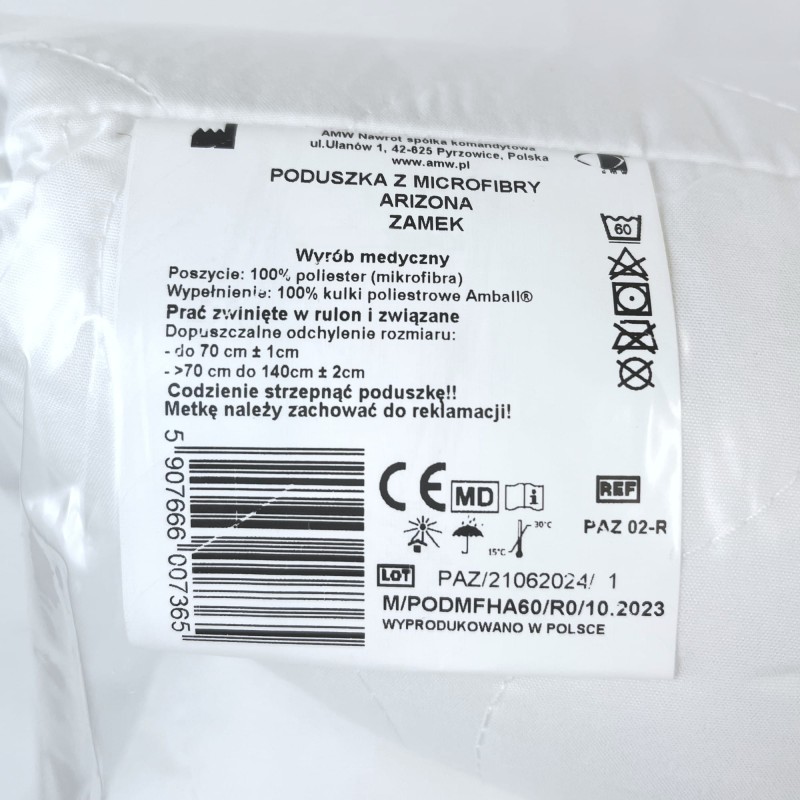 AMW Nawrot spółka komandytowa
ul.Ulanów 1, 42-625 Pyrzowice, Polska
www.amw.pl
PODUSZKA Z MICROFIBRY
ARIZONA
ZAMEK
60
Wyrób medyczny
Poszycie: 100% poliester (mikrofibra)
Wypełnienie: 100% kulki poliestrowe Amball®
Prać zwinięte w rulon i związane
Dopuszczalne odchylenie rozmiaru:
- do 70 cm ± 1cm
- >70 cm do 140cm ± 2cm
Codzienie strzepnąć poduszkę!!
Metkę należy zachować do reklamacji!
5 907666 007365
CE MD i
REF
PAZ 02-R
15°C 30°C
LOT PAZ/21062024/ 1
M/PODMFHA60/R0/10.2023
WYPRODUKOWANO W POLSCE